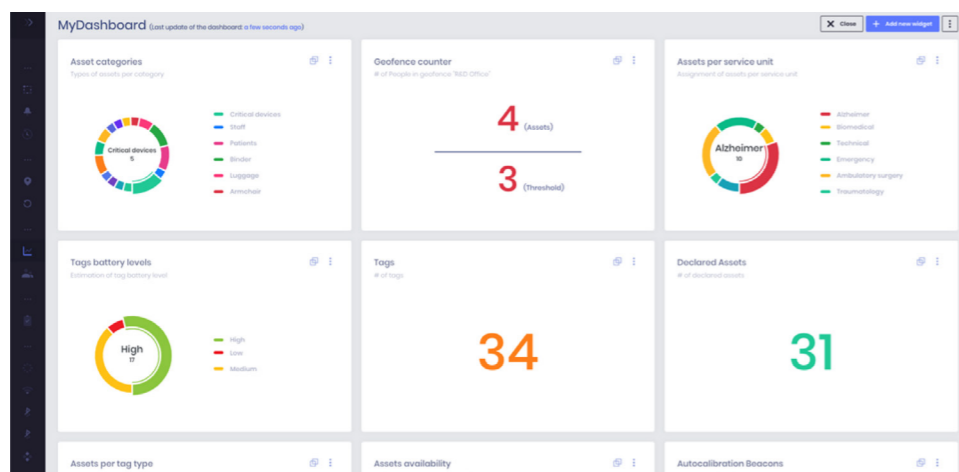 MyDashboard (Last update of the dashboard: a few seconds ago)
X Close
+ Add new widget
Asset categories
Types of assets per category
Critical devices
5
Critical devices
Staff
Patients
Binder
Luggage
Armchair
Geofence counter
# of People in geofence "RED Office"
4 (Assets)
3 (Threshold)
Assets per service unit
Assignment of assets per service unit
Alzheimer
10
Alzheimer
Biomedical
Technical
Emergency
Ambulatory surgery
Traumatology
Tags battery levels
Estimation of tag battery level
High
17
High
Low
Medium
Tags
# of tags
34
Declared Assets
# of declared assets
31
Assets per tag type
Assets availability
Autocalibration Beacons